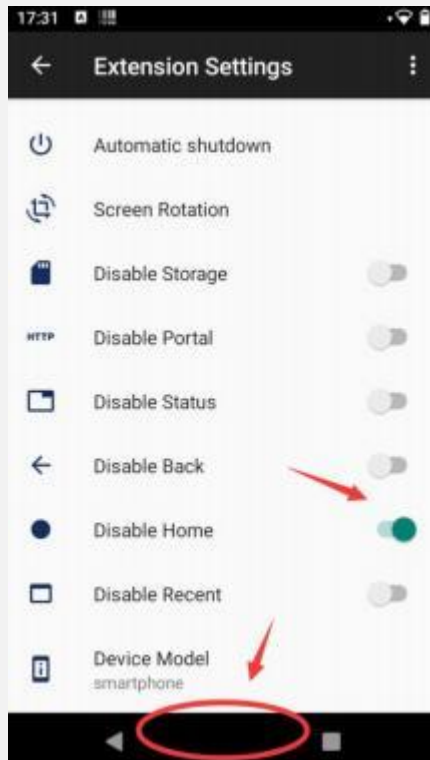 17:31
Extension Settings
Automatic shutdown
Screen Rotation
Disable Storage
HTTP Disable Portal
Disable Status
Disable Back
Disable Home
Disable Recent
Device Model
smartphone